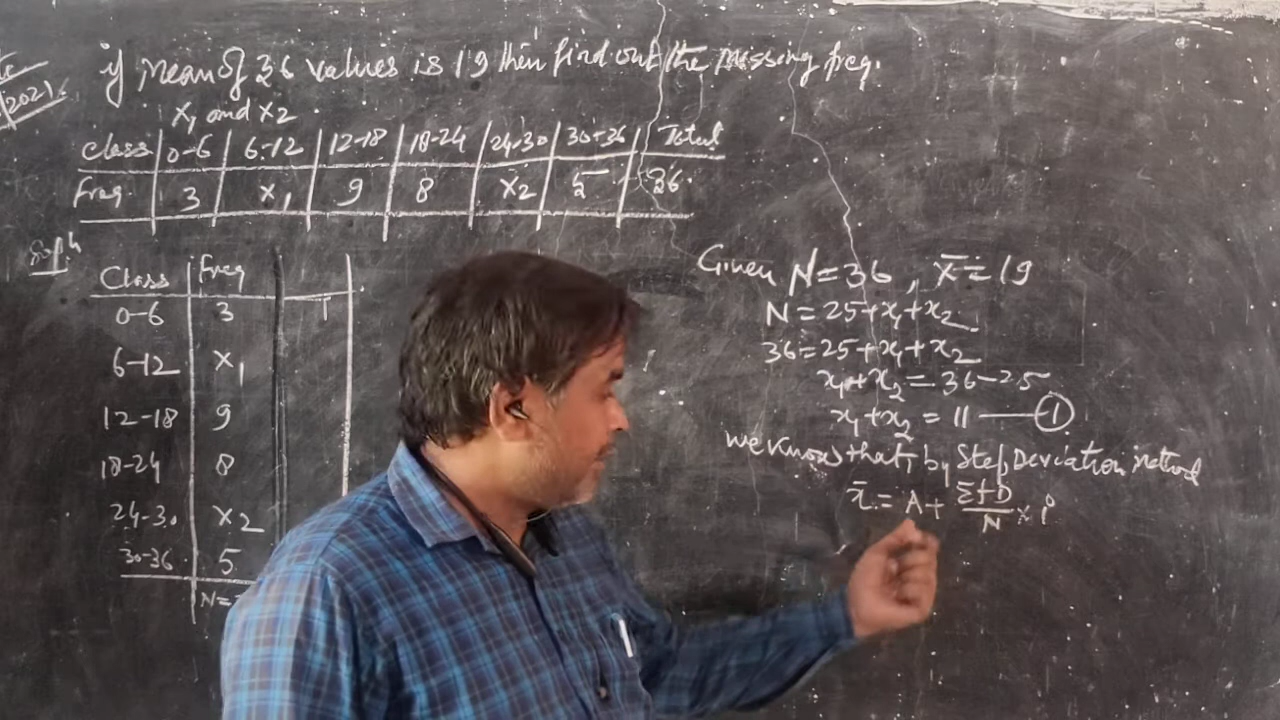 2021
if mean of 36 values is 19 then find out the missing freq.
x₁ and x₂
Class 0-6 6-12 12-18 18-24 24-30 30-36 Total
Freq. 3 x₁ 9 8 x₂ 5 36.
Solⁿ
Class Freq
0-6 3
6-12 x₁
12-18 9
18-24 8
24-30 x₂
30-36 5
N=
Given N=36, x̄=19
N=25+x₁+x₂
36=25+x₁+x₂
x₁+x₂=36-25
x₁+x₂=11 — ①
we know that, by Step Deviation method
x̄ = A + ΣfD/N × i